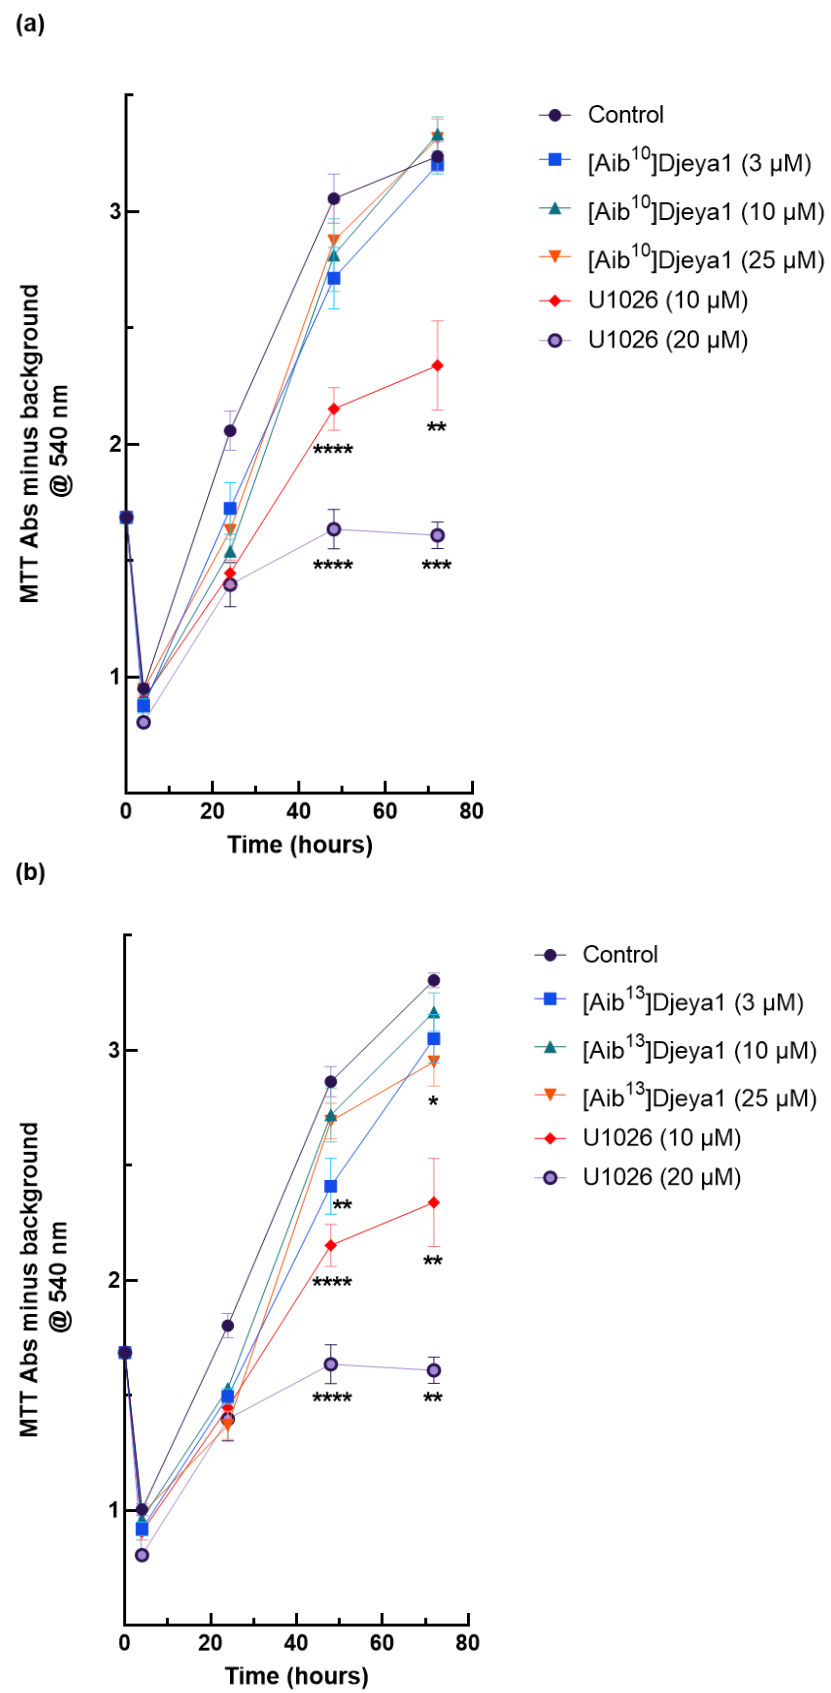 (a)
MTT Abs minus background
@ 540 nm
3
2
1
0 20 40 60 80
Time (hours)
**** **
**** ***
Control
[Aib10]Djeya1 (3 μM)
[Aib10]Djeya1 (10 μM)
[Aib10]Djeya1 (25 μM)
U1026 (10 μM)
U1026 (20 μM)
(b)
MTT Abs minus background
@ 540 nm
3
2
1
0 20 40 60 80
Time (hours)
*
**
**** **
**** **
Control
[Aib13]Djeya1 (3 μM)
[Aib13]Djeya1 (10 μM)
[Aib13]Djeya1 (25 μM)
U1026 (10 μM)
U1026 (20 μM)